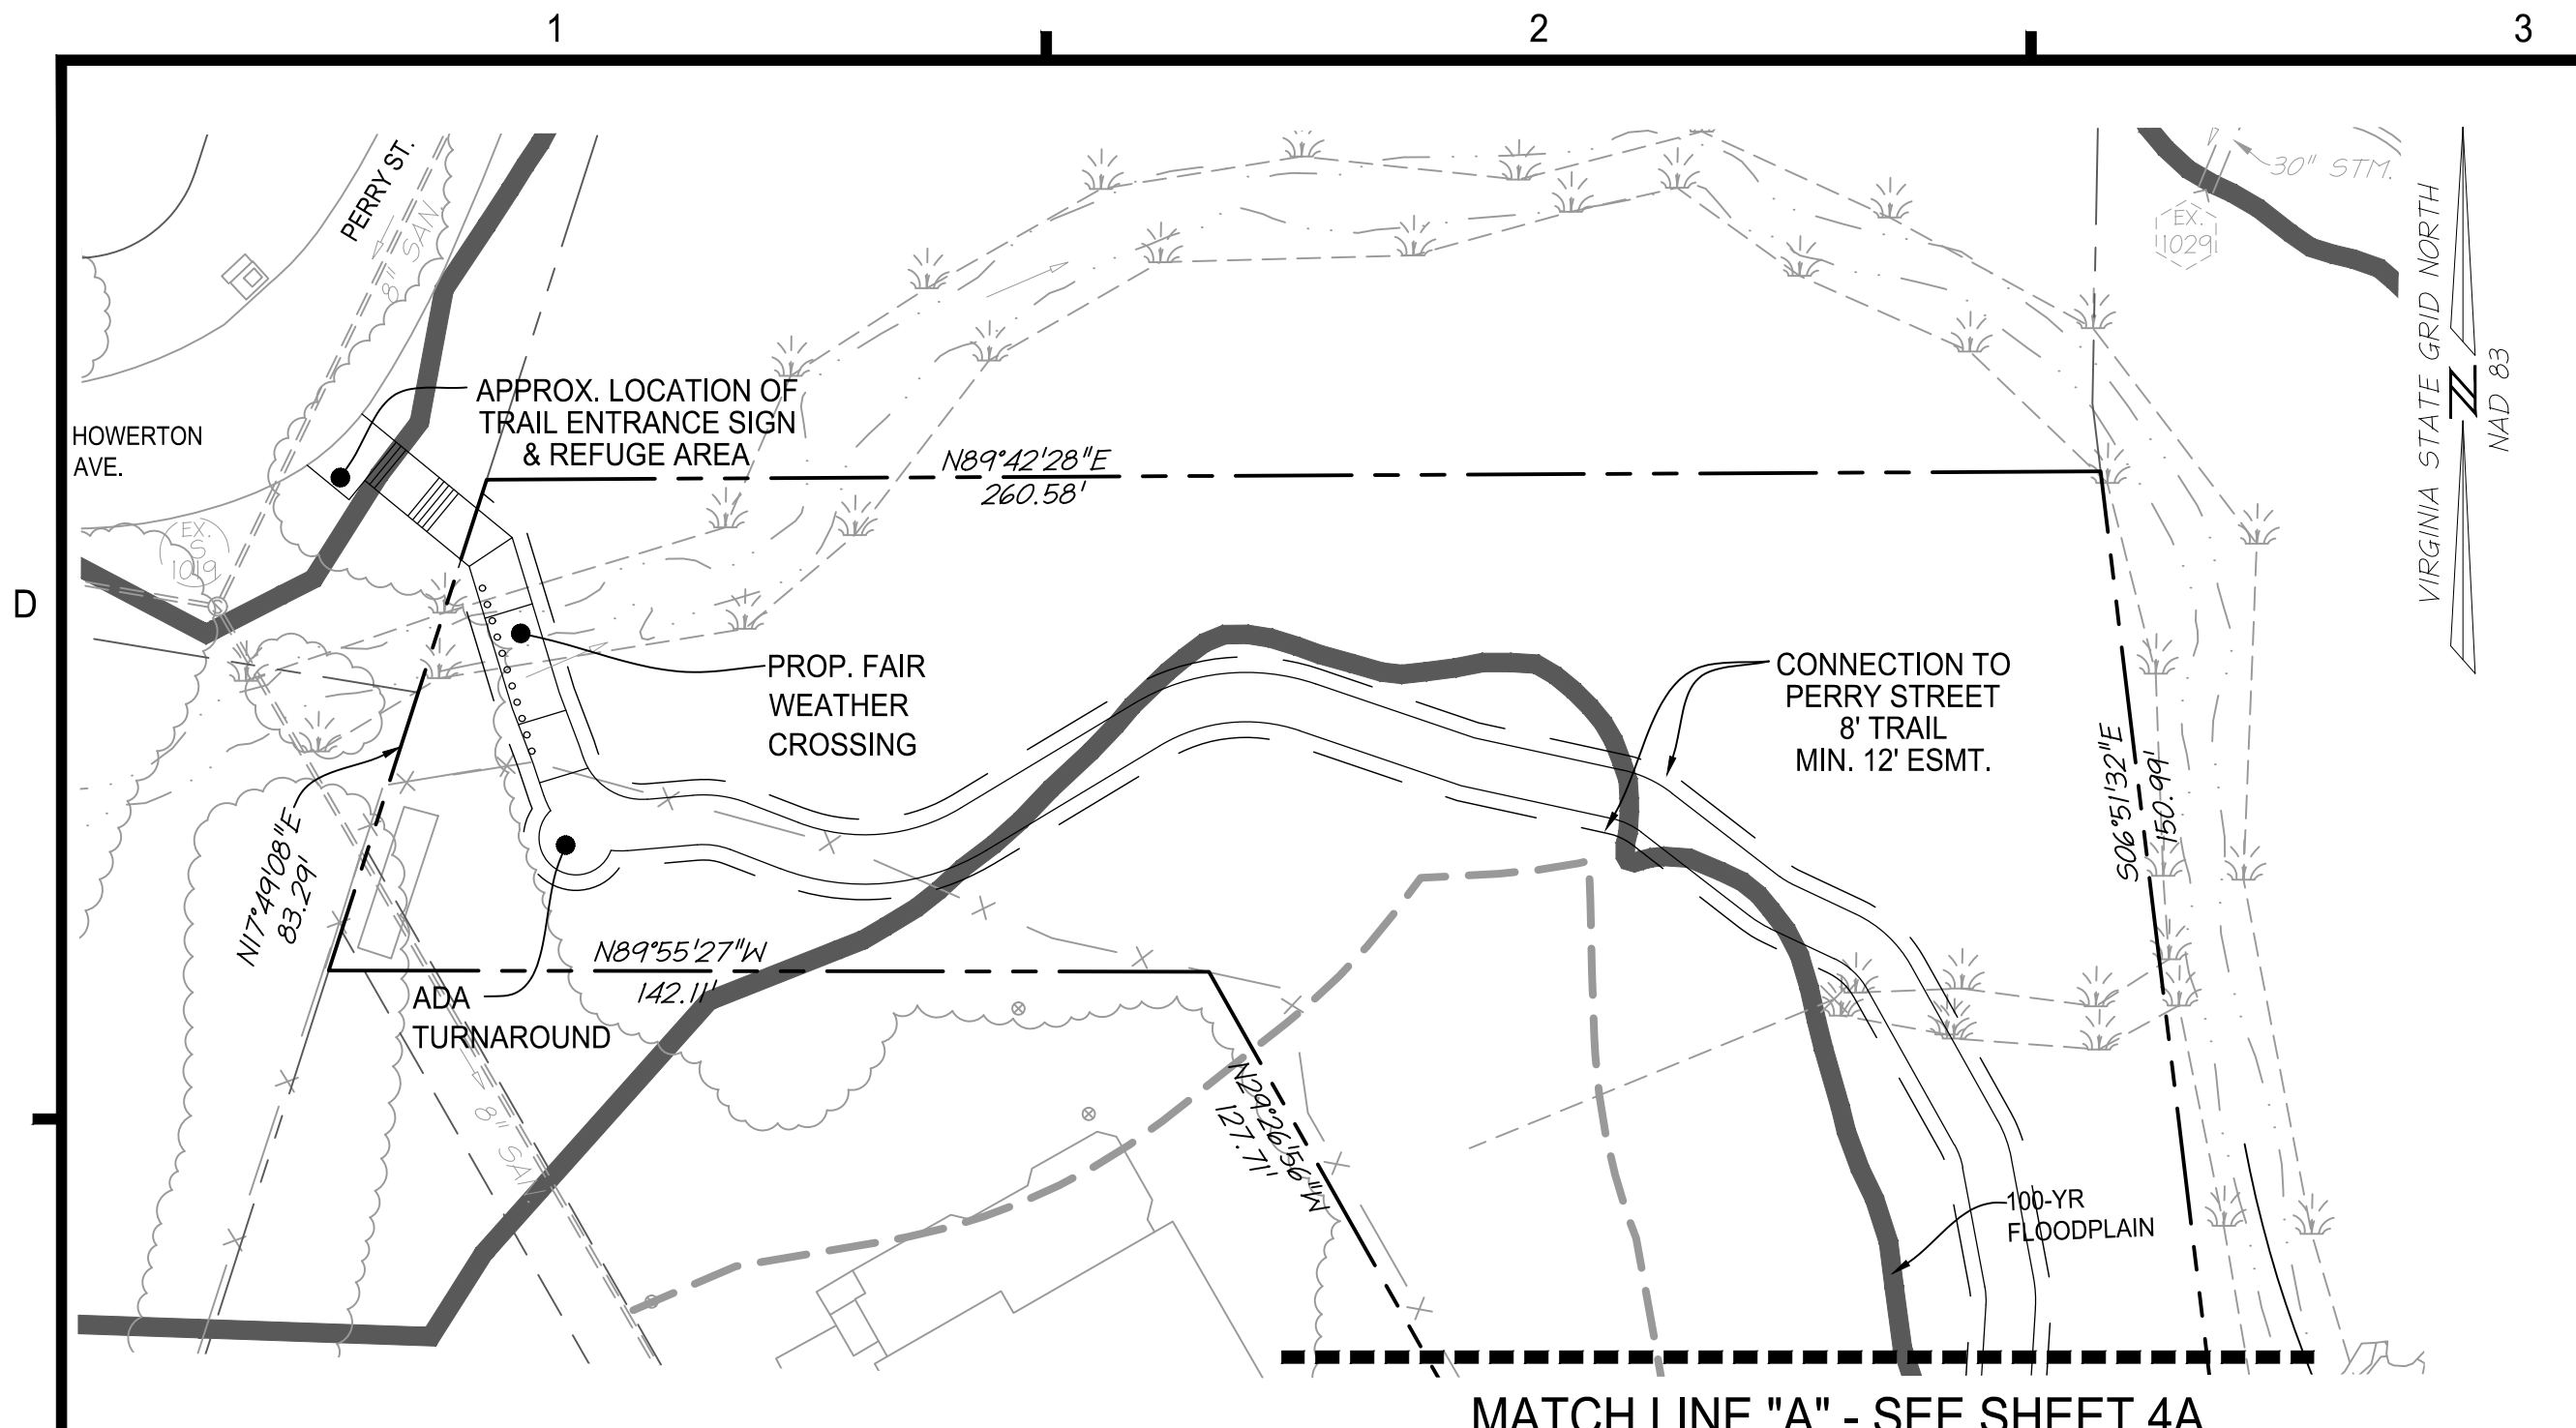 1
2
3
D
PERRY ST.
8" SAN.
30" STM.
EX.
1029
VIRGINIA STATE GRID NORTH
NAD 83
APPROX. LOCATION OF
TRAIL ENTRANCE SIGN
& REFUGE AREA
HOWERTON
AVE.
N89°42'28"E
260.58'
EX.
S
1019
PROP. FAIR
WEATHER
CROSSING
CONNECTION TO
PERRY STREET
8' TRAIL
MIN. 12' ESMT.
S06°51'32"E
150.99'
N17°49'08"E
83.29'
N89°55'27"W
142.11'
ADA
TURNAROUND
8" SAN.
N29°26'56"W
127.71'
100-YR
FLOODPLAIN
MATCH LINE "A" - SEE SHEET 4A